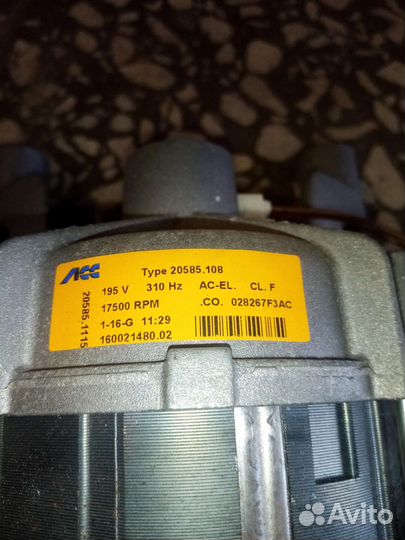 ACC
Type 20585.108
195 V 310 Hz AC-EL. CL. F
17500 RPM .CO. 028267F3AC
1-16-G 11:29
160021480.02
20585.1115
Avito